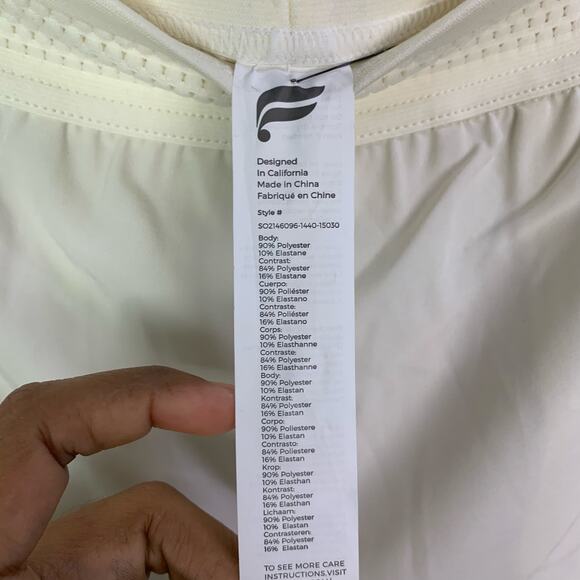 Designed
In California
Made in China
Fabriqué en Chine
Style #
SO2146096-1440-15030
Body:
90% Polyester
10% Elastane
Contrast:
84% Polyester
16% Elastane
Cuerpo:
90% Poliéster
10% Elastano
Contraste:
84% Poliéster
16% Elastano
Corps:
90% Polyester
10% Elasthanne
Contraste:
84% Polyester
16% Elasthanne
Body:
90% Polyester
10% Elastan
Kontrast:
84% Polyester
16% Elastan
Corpo:
90% Poliestere
10% Elastan
Contrasto:
84% Poliestere
16% Elastan
Krop:
90% Polyester
10% Elasthan
Kontrast:
84% Polyester
16% Elasthan
Lichaam:
90% Polyester
10% Elastan
Contrasteren:
84% Polyester
16% Elastan
TO SEE MORE CARE
INSTRUCTIONS,VISIT